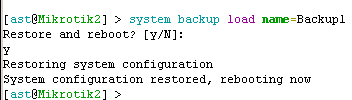 [ast@Mikrotik2] > system backup load name=Backup1
Restore and reboot? [y/N]:
y
Restoring system configuration
System configuration restored, rebooting now
[ast@Mikrotik2] >